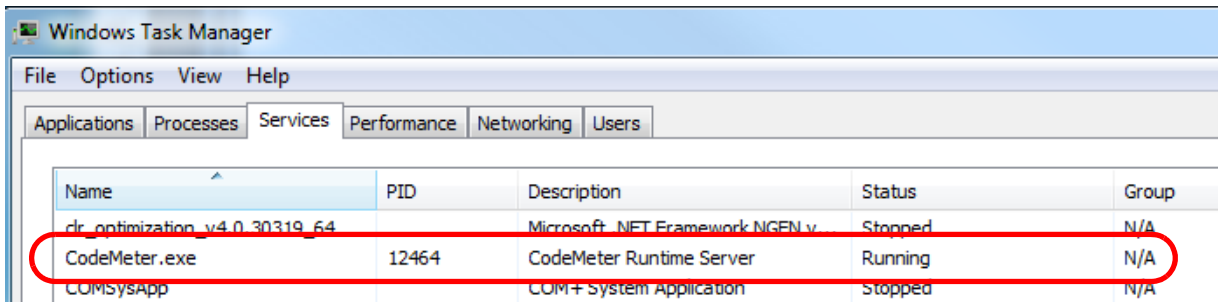 Windows Task Manager
File Options View Help
Applications Processes Services Performance Networking Users
Name PID Description Status Group
clr_optimization_v4.0.30319_64 Microsoft .NET Framework NGEN v... Stopped N/A
CodeMeter.exe 12464 CodeMeter Runtime Server Running N/A
COMSysApp COM+ System Application Stopped N/A